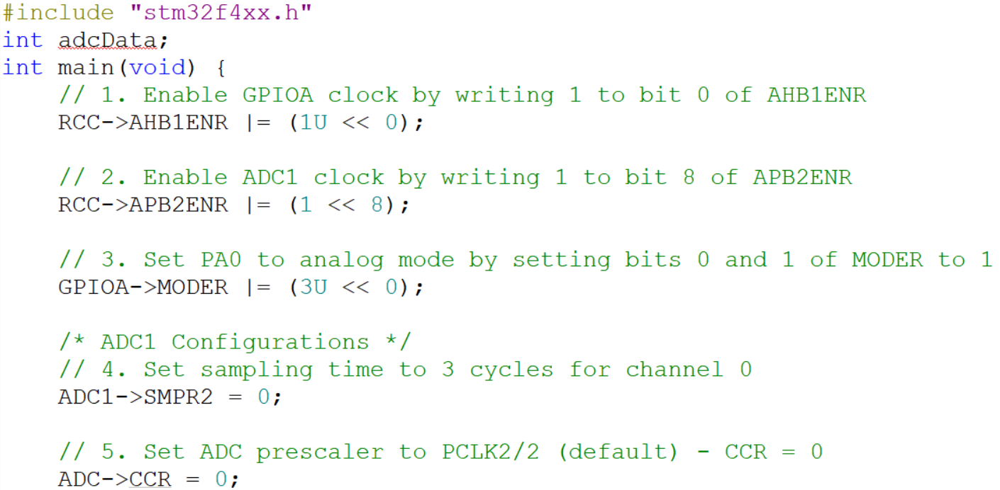 #include "stm32f4xx.h"
int adcData;
int main(void) {
// 1. Enable GPIOA clock by writing 1 to bit 0 of AHB1ENR
RCC->AHB1ENR |= (1U << 0);
// 2. Enable ADC1 clock by writing 1 to bit 8 of APB2ENR
RCC->APB2ENR |= (1 << 8);
// 3. Set PA0 to analog mode by setting bits 0 and 1 of MODER to 1
GPIOA->MODER |= (3U << 0);
/* ADC1 Configurations */
// 4. Set sampling time to 3 cycles for channel 0
ADC1->SMPR2 = 0;
// 5. Set ADC prescaler to PCLK2/2 (default) - CCR = 0
ADC->CCR = 0;